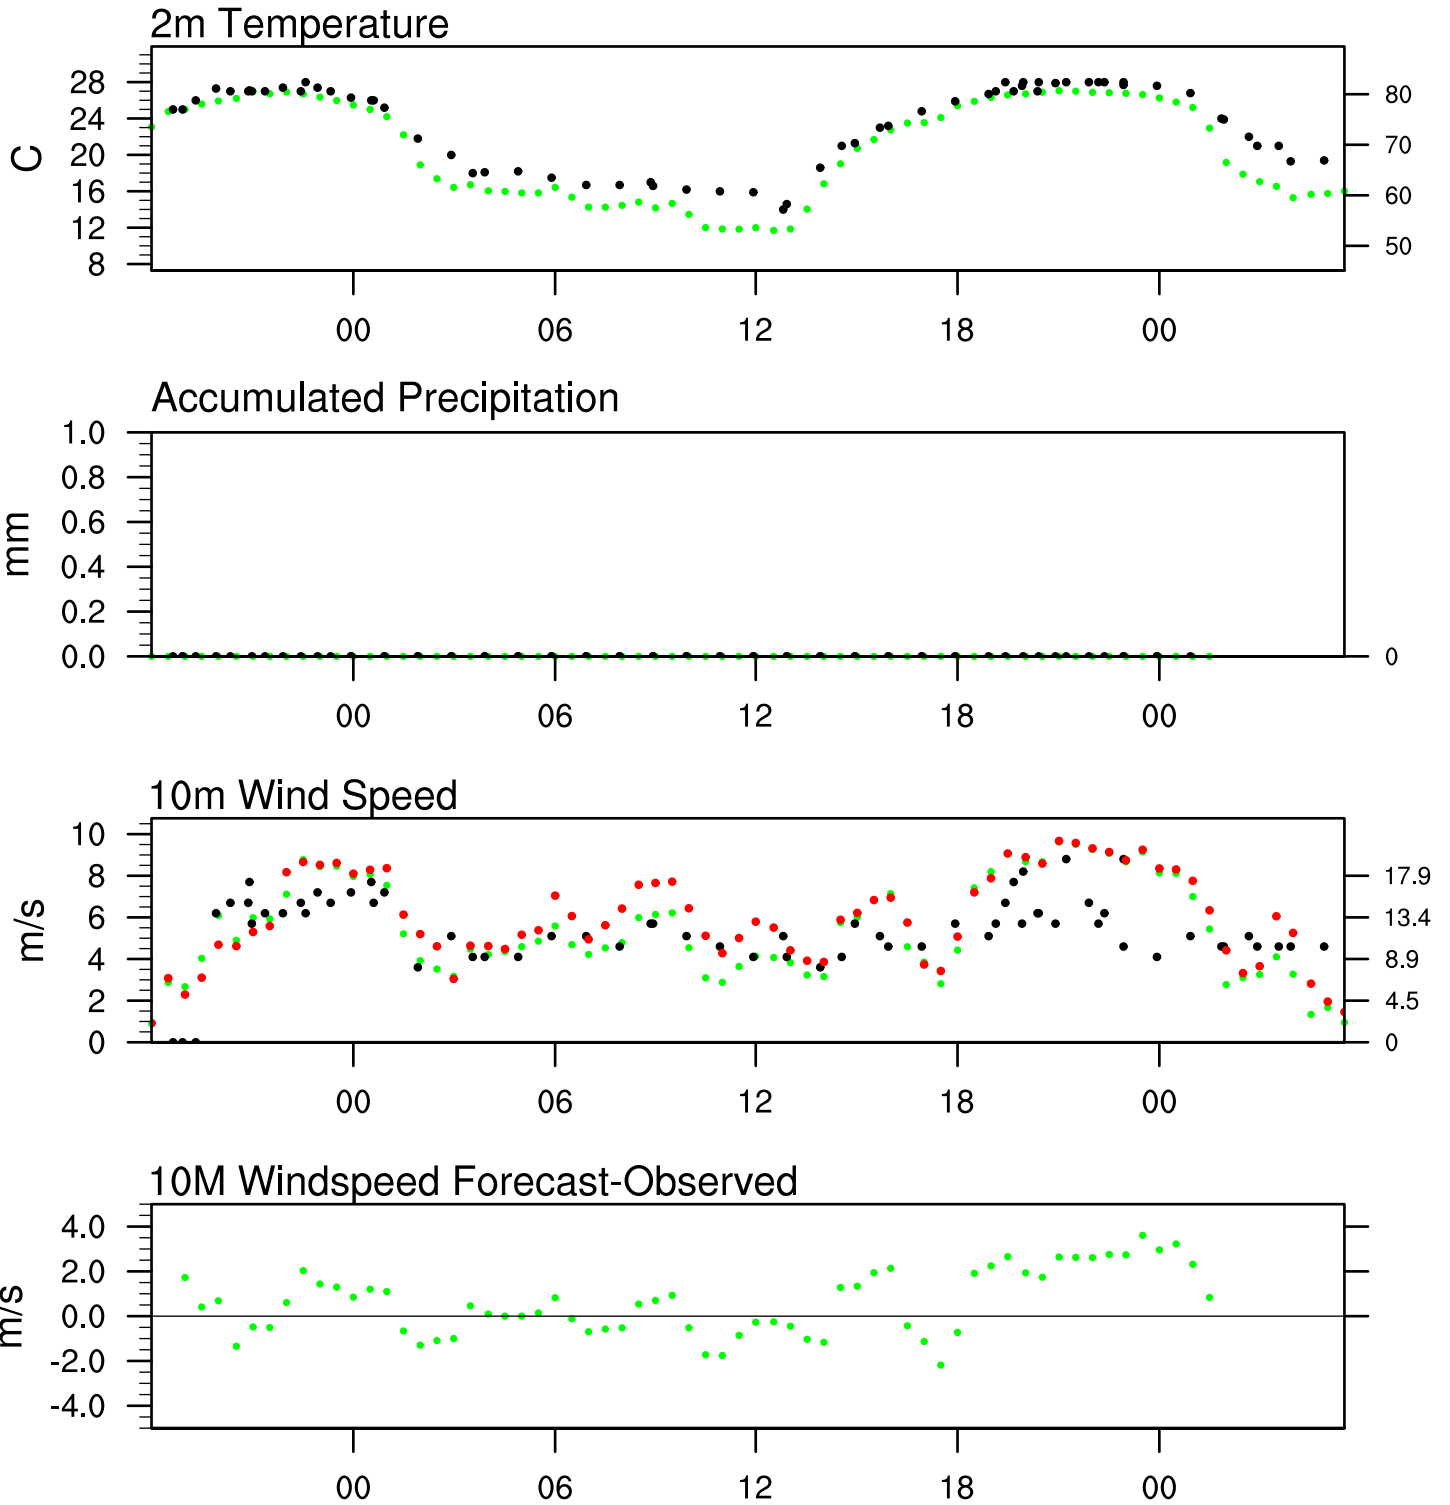 2m Temperature
C
28
24
20
16
12
8
80
70
60
50
00 06 12 18 00
Accumulated Precipitation
mm
1.0
0.8
0.6
0.4
0.2
0.0
0
00 06 12 18 00
10m Wind Speed
m/s
10
8
6
4
2
0
17.9
13.4
8.9
4.5
0
00 06 12 18 00
10M Windspeed Forecast-Observed
m/s
4.0
2.0
0.0
-2.0
-4.0
00 06 12 18 00